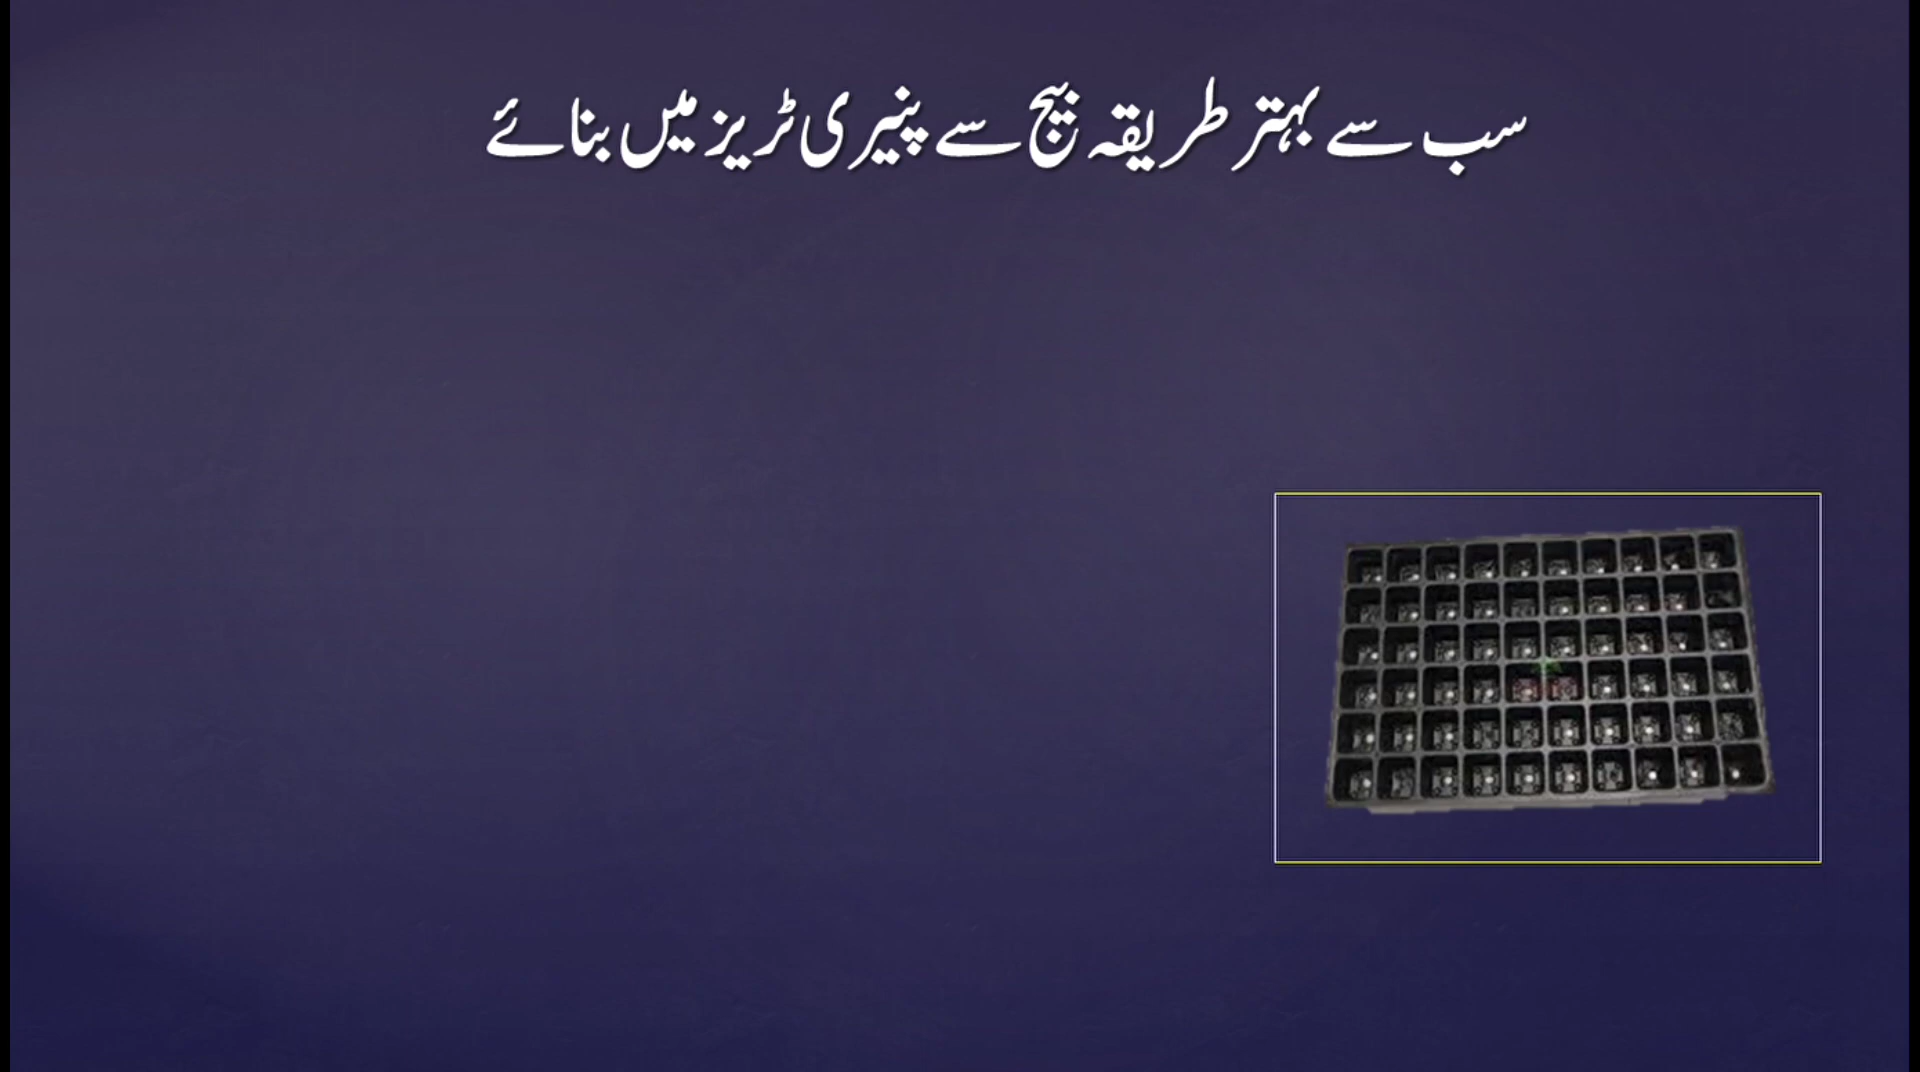 سب سے بہتر طریقہ بیج سے پنیری ٹریز میں بنائے